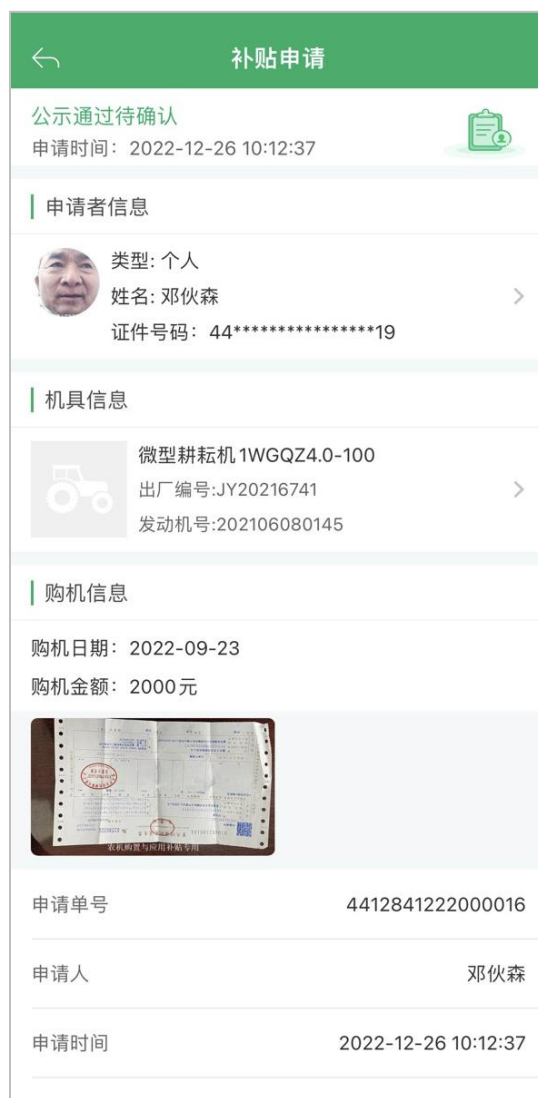 补贴申请
公示通过待确认
申请时间：2022-12-26 10:12:37
申请者信息
类型: 个人
姓名: 邓伙森
证件号码：44****************19
机具信息
微型耕耘机1WGQZ4.0-100
出厂编号:JY20216741
发动机号:202106080145
购机信息
购机日期：2022-09-23
购机金额：2000元
农机购置与应用补贴专用
申请单号 4412841222000016
申请人 邓伙森
申请时间 2022-12-26 10:12:37